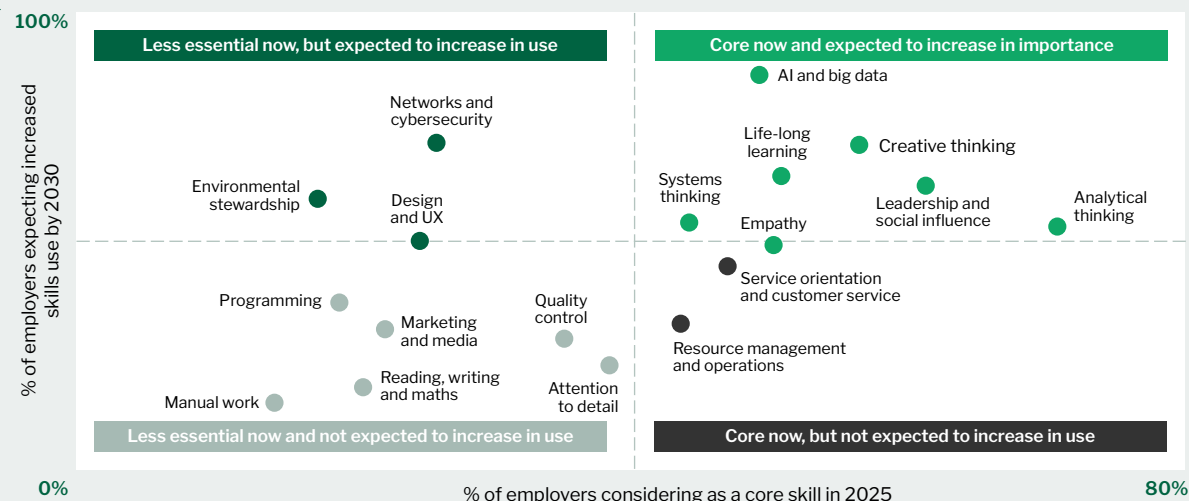 100%
Less essential now, but expected to increase in use
Core now and expected to increase in importance
AI and big data
Networks and
cybersecurity
Life-long
learning
Creative thinking
Environmental
stewardship
Design
and UX
Systems
thinking
Empathy
Leadership and
social influence
Analytical
thinking
% of employers expecting increased
skills use by 2030
Programming
Marketing
and media
Quality
control
Service orientation
and customer service
Resource management
and operations
Reading, writing
and maths
Attention
to detail
Manual work
Less essential now and not expected to increase in use
Core now, but not expected to increase in use
0%
% of employers considering as a core skill in 2025
80%